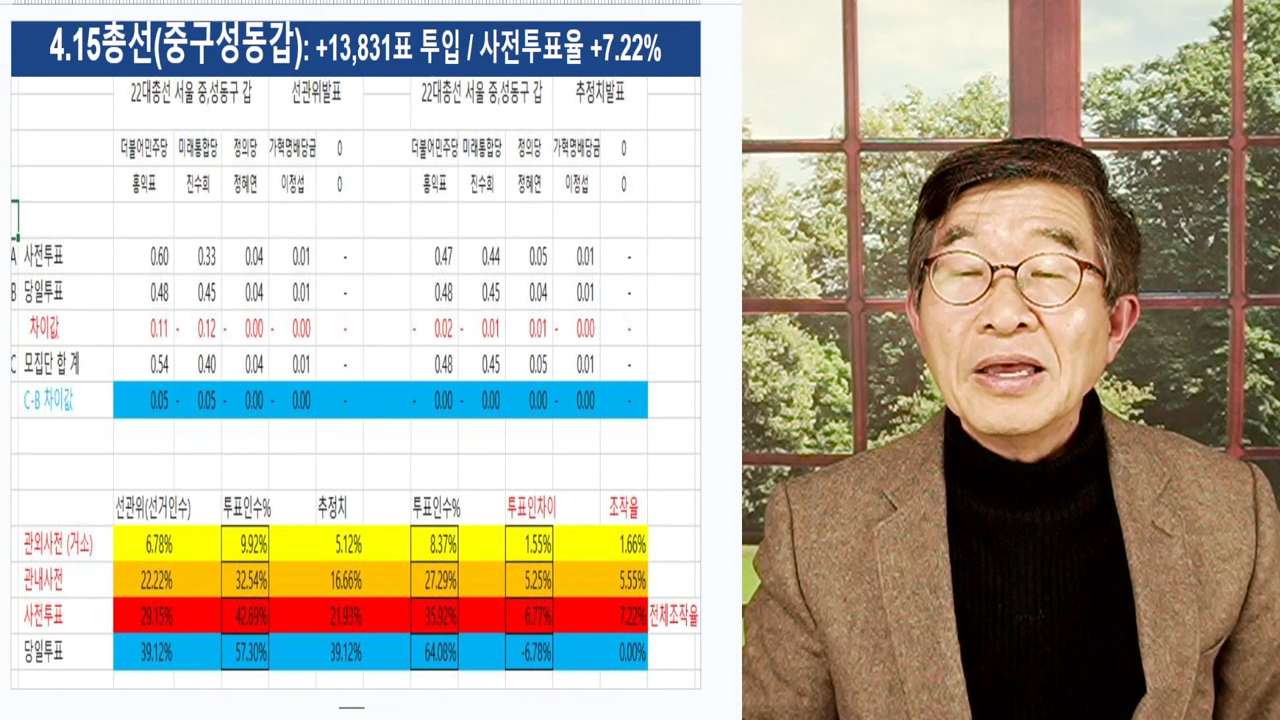 4.15총선(중구성동갑): +13,831표 투입 / 사전투표율 +7.22%
22대총선 서울 중,성동구 갑 선관위발표 22대총선 서울 중,성동구 갑 추정치발표
더불어민주당 미래통합당 정의당 가혁명배당금 0 더불어민주당 미래통합당 정의당 가혁명배당금 0
홍익표 진수희 정혜연 이정섭 0 홍익표 진수희 정혜연 이정섭 0
A 사전투표 0.60 0.33 0.04 0.01 - 0.47 0.44 0.05 0.01 -
B 당일투표 0.48 0.45 0.04 0.01 - 0.48 0.45 0.04 0.01 -
차이값 0.11 - 0.12 - 0.00 - 0.00 - - 0.02 - 0.01 0.01 - 0.00 -
C 모집단 합 계 0.54 0.40 0.04 0.01 - 0.48 0.45 0.05 0.01 -
C-B 차이값 0.05 - 0.05 - 0.00 - 0.00 - - 0.00 - 0.00 0.00 - 0.00 -
선관위(선거인수) 투표인수% 추정치 투표인수% 투표인차이 조작율
관외사전 (거소) 6.78% 9.92% 5.12% 8.37% 1.55% 1.66%
관내사전 22.22% 32.54% 16.66% 27.29% 5.25% 5.55%
사전투표 29.15% 42.69% 21.93% 35.92% 6.77% 7.22% 전체조작율
당일투표 39.12% 57.30% 39.12% 64.08% -6.78% 0.00%